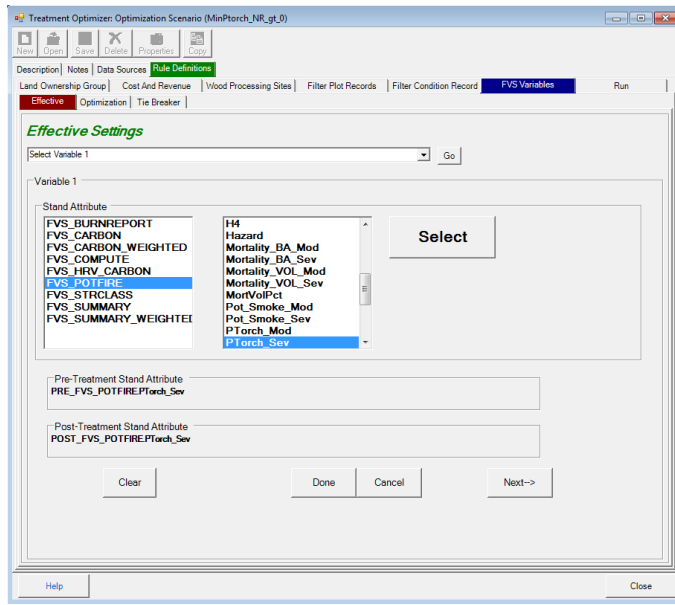 Treatment Optimizer: Optimization Scenario (MinPtorch_NR_gt_0)
New Open Save Delete Properties Copy
Description Notes Data Sources Rule Definitions
Land Ownership Group Cost And Revenue Wood Processing Sites Filter Plot Records Filter Condition Record FVS Variables Run
Effective Optimization Tie Breaker
Effective Settings
Select Variable 1 Go
Variable 1
Stand Attribute
FVS_BURNREPORT
FVS_CARBON
FVS_CARBON_WEIGHTED
FVS_COMPUTE
FVS_HRV_CARBON
FVS_POTFIRE
FVS_STRCLASS
FVS_SUMMARY
FVS_SUMMARY_WEIGHTE
H4
Hazard
Mortality_BA_Mod
Mortality_BA_Sev
Mortality_VOL_Mod
Mortality_VOL_Sev
MortVolPct
Pot_Smoke_Mod
Pot_Smoke_Sev
PTorch_Mod
PTorch_Sev
Select
Pre-Treatment Stand Attribute
PRE_FVS_POTFIRE.PTorch_Sev
Post-Treatment Stand Attribute
POST_FVS_POTFIRE.PTorch_Sev
Clear Done Cancel Next-->
Help Close